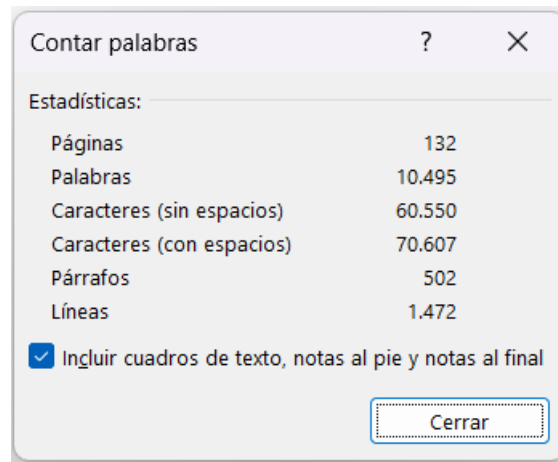 Contar palabras ?
Estadísticas:
Páginas 132
Palabras 10.495
Caracteres (sin espacios) 60.550
Caracteres (con espacios) 70.607
Párrafos 502
Líneas 1.472
Incluir cuadros de texto, notas al pie y notas al final
Cerrar